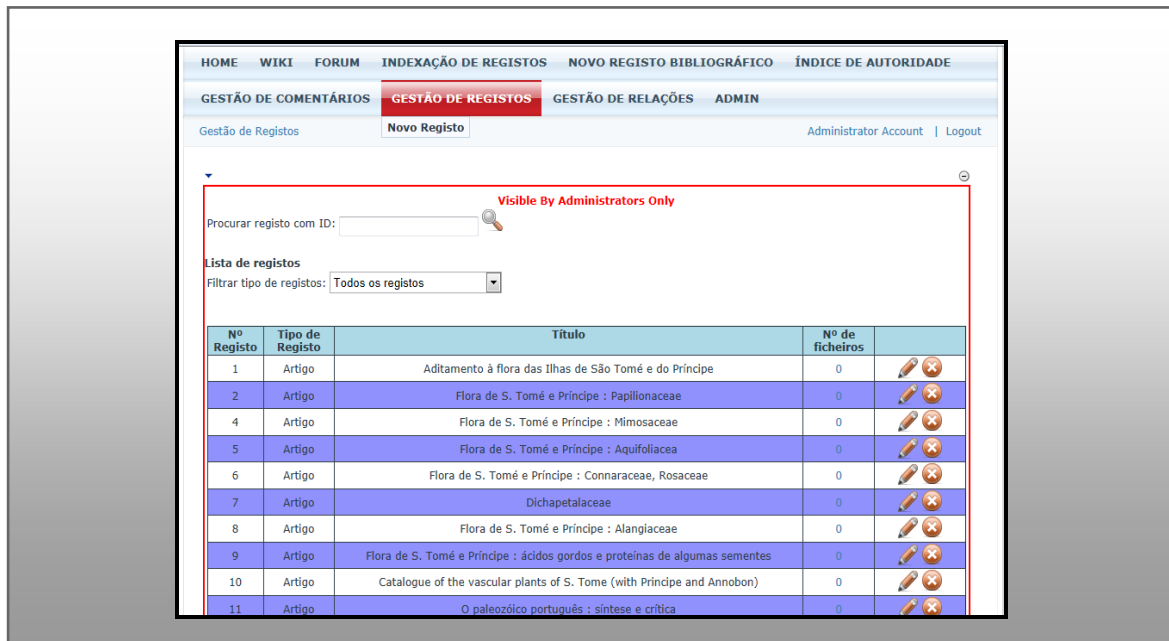 HOME WIKI FORUM INDEXAÇÃO DE REGISTOS NOVO REGISTO BIBLIOGRÁFICO ÍNDICE DE AUTORIDADE
GESTÃO DE COMENTÁRIOS GESTÃO DE REGISTOS GESTÃO DE RELAÇÕES ADMIN
Gestão de Registos Novo Registo Administrator Account | Logout
Visible By Administrators Only
Procurar registo com ID:
Lista de registos
Filtrar tipo de registos: Todos os registos
Nº Registo Tipo de Registo Título Nº de ficheiros
1 Artigo Aditamento à flora das Ilhas de São Tomé e do Príncipe 0
2 Artigo Flora de S. Tomé e Príncipe : Papilionaceae 0
4 Artigo Flora de S. Tomé e Príncipe : Mimosaceae 0
5 Artigo Flora de S. Tomé e Príncipe : Aquifoliacea 0
6 Artigo Flora de S. Tomé e Príncipe : Connaraceae, Rosaceae 0
7 Artigo Dichapetalaceae 0
8 Artigo Flora de S. Tomé e Príncipe : Alangiaceae 0
9 Artigo Flora de S. Tomé e Príncipe : ácidos gordos e proteínas de algumas sementes 0
10 Artigo Catalogue of the vascular plants of S. Tome (with Principe and Annobon) 0
11 Artigo O paleozóico português : síntese e crítica 0